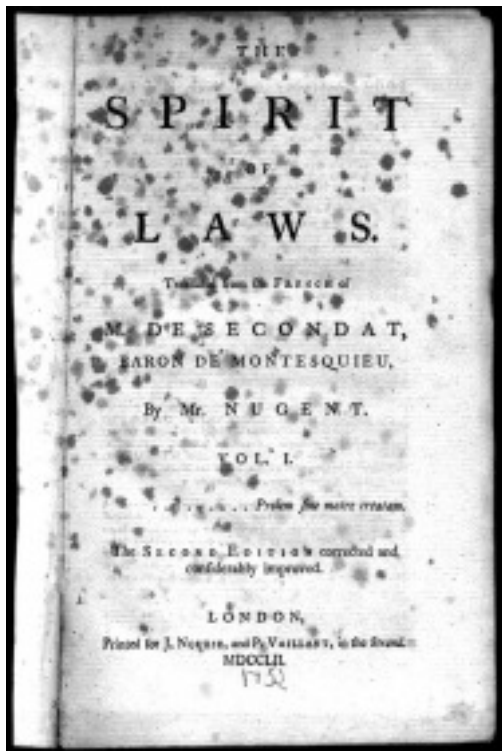 THE
SPIRIT
OF
LAWS.
Translated from the FRENCH of
M. DE SECONDAT,
BARON DE MONTESQUIEU,
By Mr. NUGENT.
VOL. I.
. . . . . . . . . Prolem ſine matre creatam.
The SECOND EDITION corrected and
conſiderably improved.
LONDON,
Printed for J. NOURSE, and P. VAILLANT, in the Strand.
MDCCLII.
1752